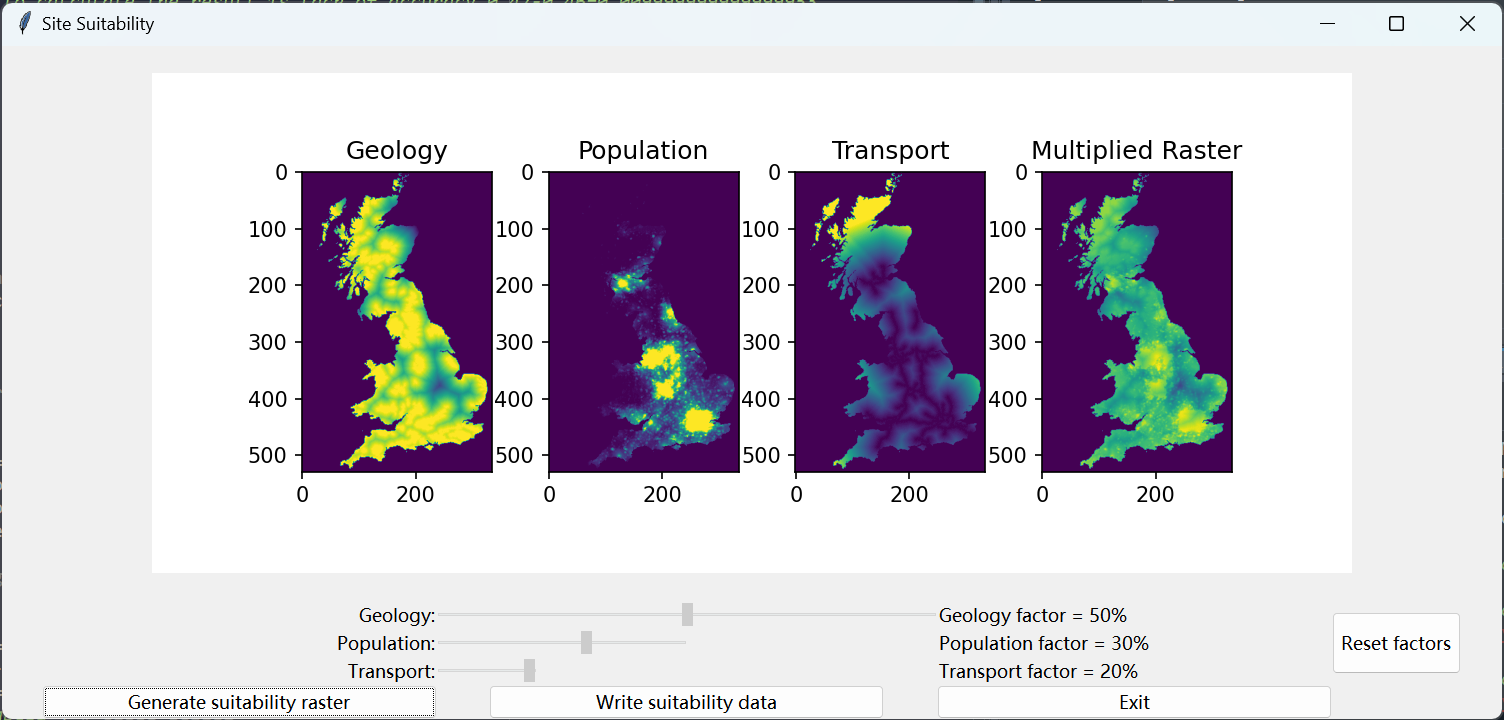 Site Suitability
Geology Population Transport Multiplied Raster
0 0 0 0
100 100 100 100
200 200 200 200
300 300 300 300
400 400 400 400
500 500 500 500
0 200 0 200 0 200 0 200
Geology: Geology factor = 50%
Population: Population factor = 30%
Transport: Transport factor = 20%
Reset factors
Generate suitability raster Write suitability data Exit